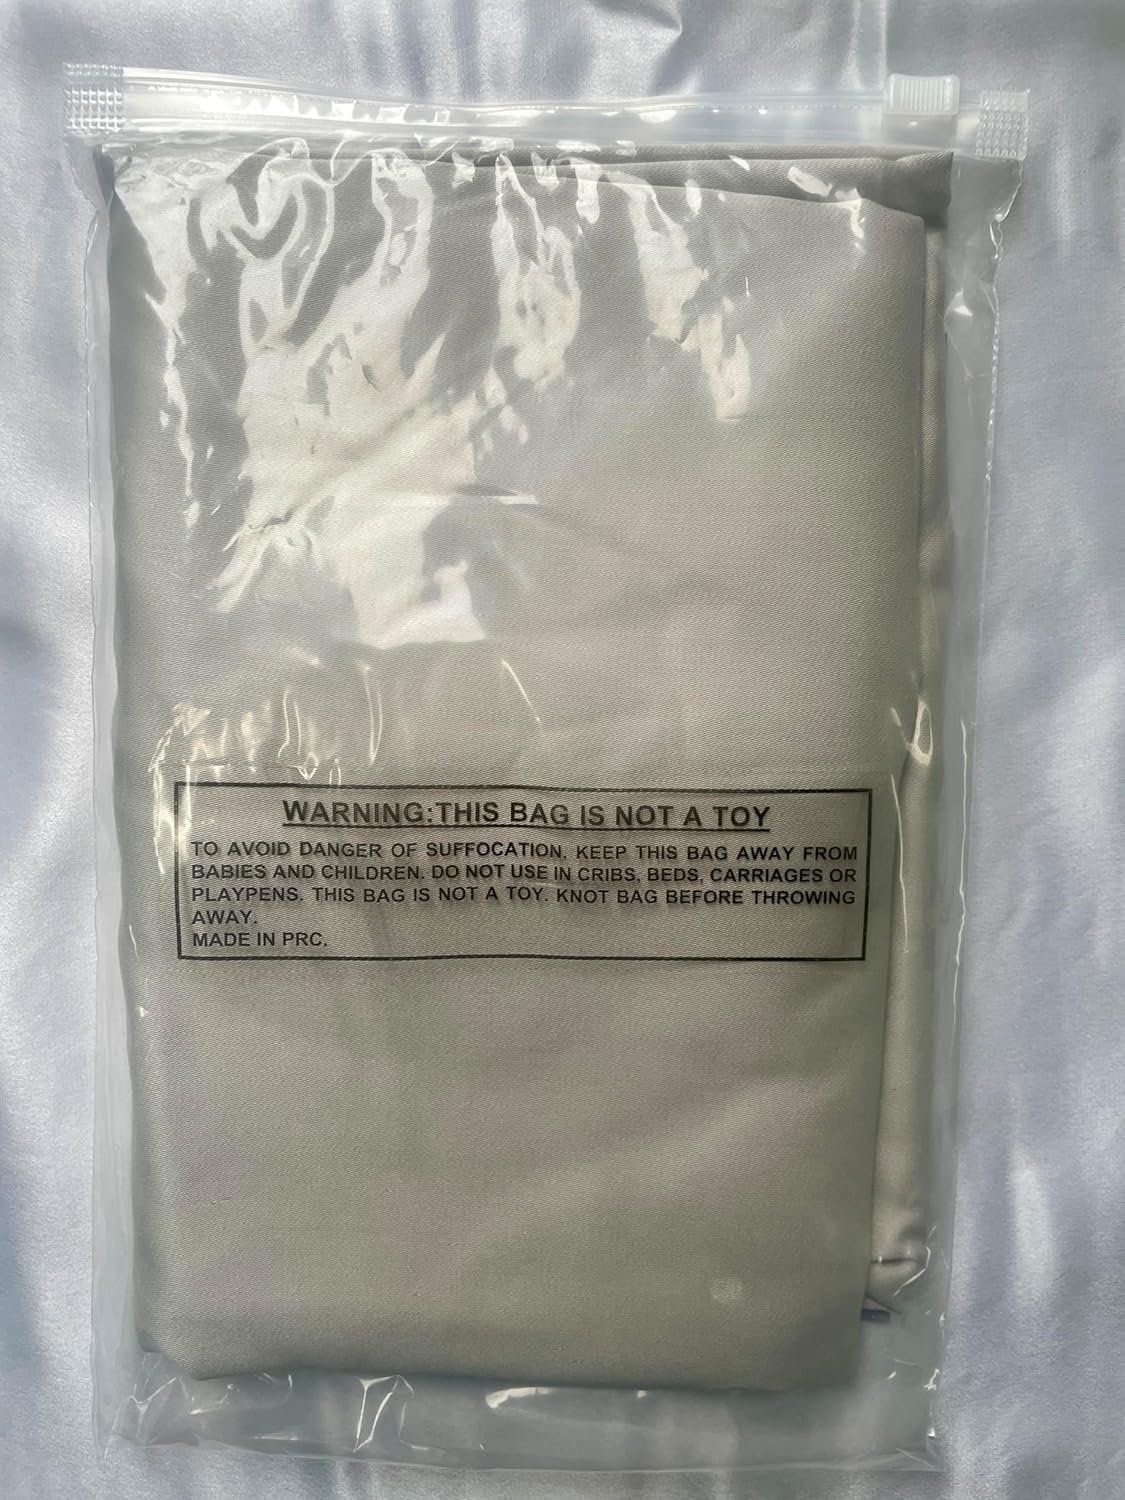 WARNING:THIS BAG IS NOT A TOY
TO AVOID DANGER OF SUFFOCATION, KEEP THIS BAG AWAY FROM
BABIES AND CHILDREN. DO NOT USE IN CRIBS, BEDS, CARRIAGES OR
PLAYPENS. THIS BAG IS NOT A TOY. KNOT BAG BEFORE THROWING
AWAY.
MADE IN PRC.